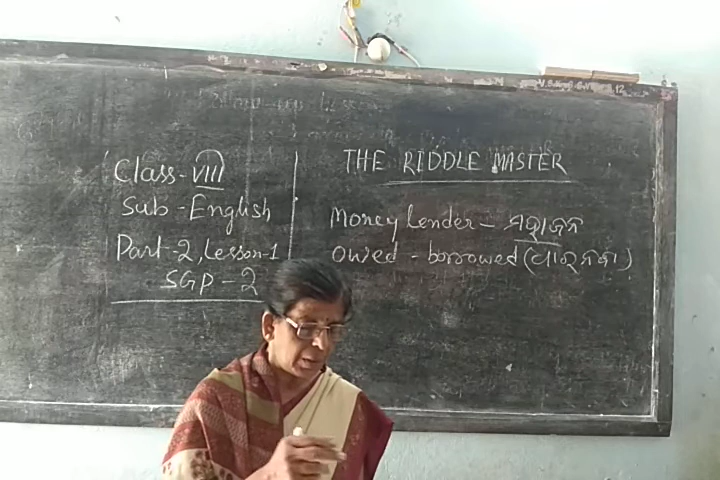 Class - VIII
Sub - English
Part - 2, Lesson - 1
SGP - 2
THE RIDDLE MASTER
Money lender - ମହାଜନ
Owed - borrowed (ଧାରକରିବା)